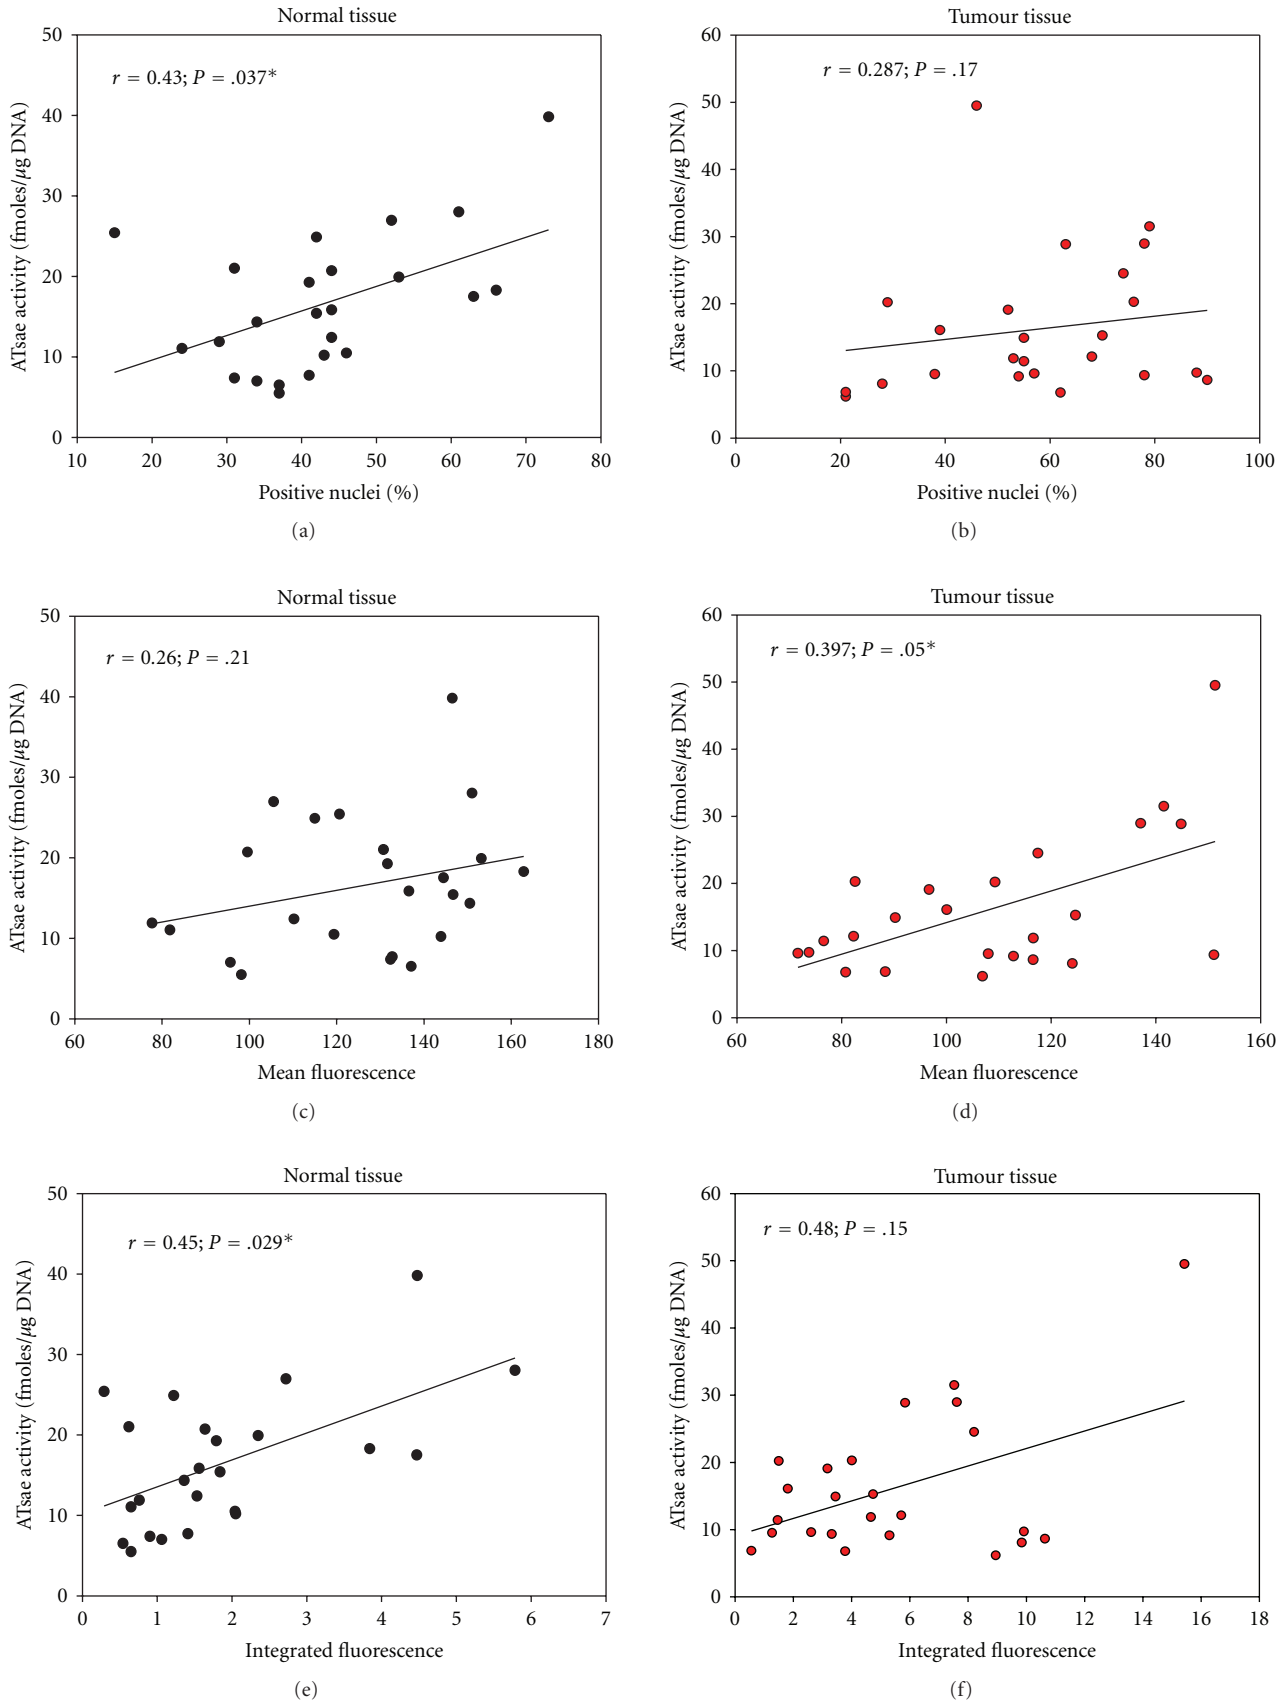 Normal tissue
r = 0.43; P = .037*
ATsae activity (fmoles/μg DNA)
50
40
30
20
10
0
10 20 30 40 50 60 70 80
Positive nuclei (%)
(a)
Tumour tissue
r = 0.287; P = .17
ATsae activity (fmoles/μg DNA)
60
50
40
30
20
10
0
0 20 40 60 80 100
Positive nuclei (%)
(b)
Normal tissue
r = 0.26; P = .21
ATsae activity (fmoles/μg DNA)
50
40
30
20
10
0
60 80 100 120 140 160 180
Mean fluorescence
(c)
Tumour tissue
r = 0.397; P = .05*
ATsae activity (fmoles/μg DNA)
60
50
40
30
20
10
0
60 80 100 120 140 160
Mean fluorescence
(d)
Normal tissue
r = 0.45; P = .029*
ATsae activity (fmoles/μg DNA)
50
40
30
20
10
0
0 1 2 3 4 5 6 7
Integrated fluorescence
(e)
Tumour tissue
r = 0.48; P = .15
ATsae activity (fmoles/μg DNA)
60
50
40
30
20
10
0
0 2 4 6 8 10 12 14 16 18
Integrated fluorescence
(f)